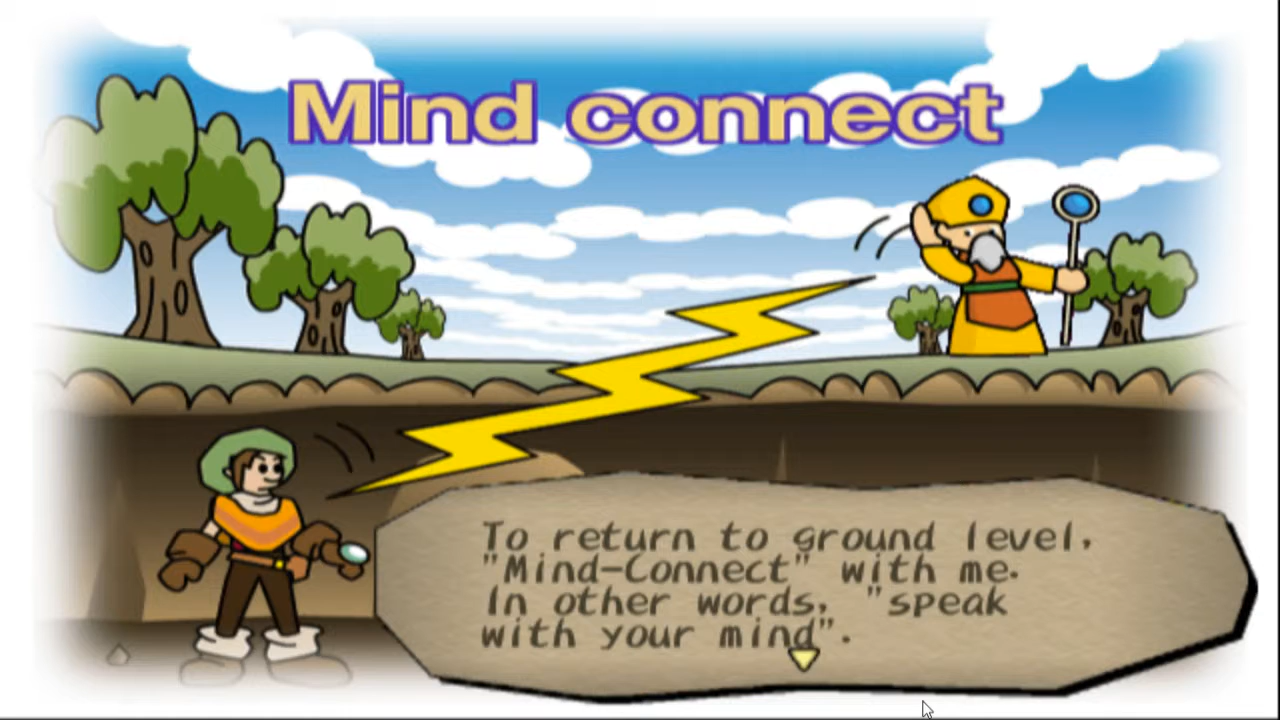 Mind connect
To return to ground level,
"Mind-Connect" with me.
In other words, "speak
with your mind".